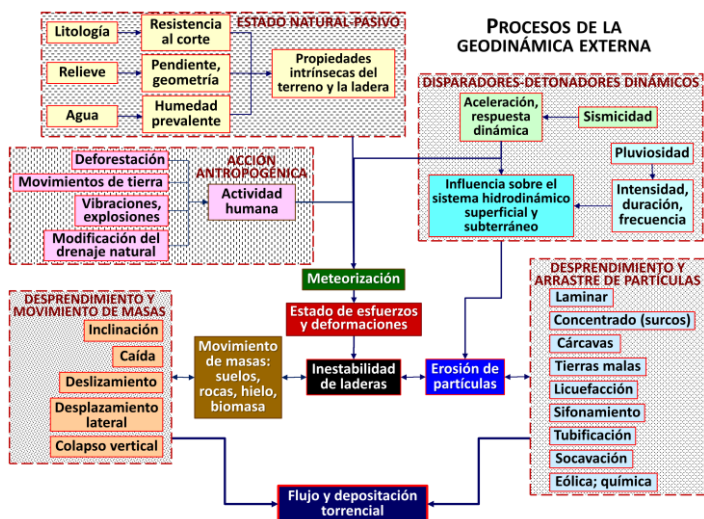 PROCESOS DE LA
GEODINÁMICA EXTERNA
ESTADO NATURAL-PASIVO
Litología
Resistencia
al corte
Relieve
Pendiente,
geometría
Agua
Humedad
prevalente
Propiedades
intrínsecas del
terreno y la ladera
DISPARADORES-DETONADORES DINÁMICOS
Aceleración,
respuesta
dinámica
Sismicidad
Pluviosidad
Influencia sobre el
sistema hidrodinámico
superficial y
subterráneo
Intensidad,
duración,
frecuencia
ACCIÓN
ANTROPOGÉNICA
Deforestación
Movimientos de tierra
Vibraciones,
explosiones
Modificación del
drenaje natural
Actividad
humana
Meteorización
Estado de esfuerzos
y deformaciones
DESPRENDIMIENTO Y
MOVIMIENTO DE MASAS
Inclinación
Caída
Deslizamiento
Desplazamiento
lateral
Colapso vertical
Movimiento
de masas:
suelos,
rocas, hielo,
biomasa
Inestabilidad
de laderas
Erosión de
partículas
DESPRENDIMIENTO Y
ARRASTRE DE PARTÍCULAS
Laminar
Concentrado (surcos)
Cárcavas
Tierras malas
Licuefacción
Sifonamiento
Tubificación
Socavación
Eólica; química
Flujo y depositación
torrencial